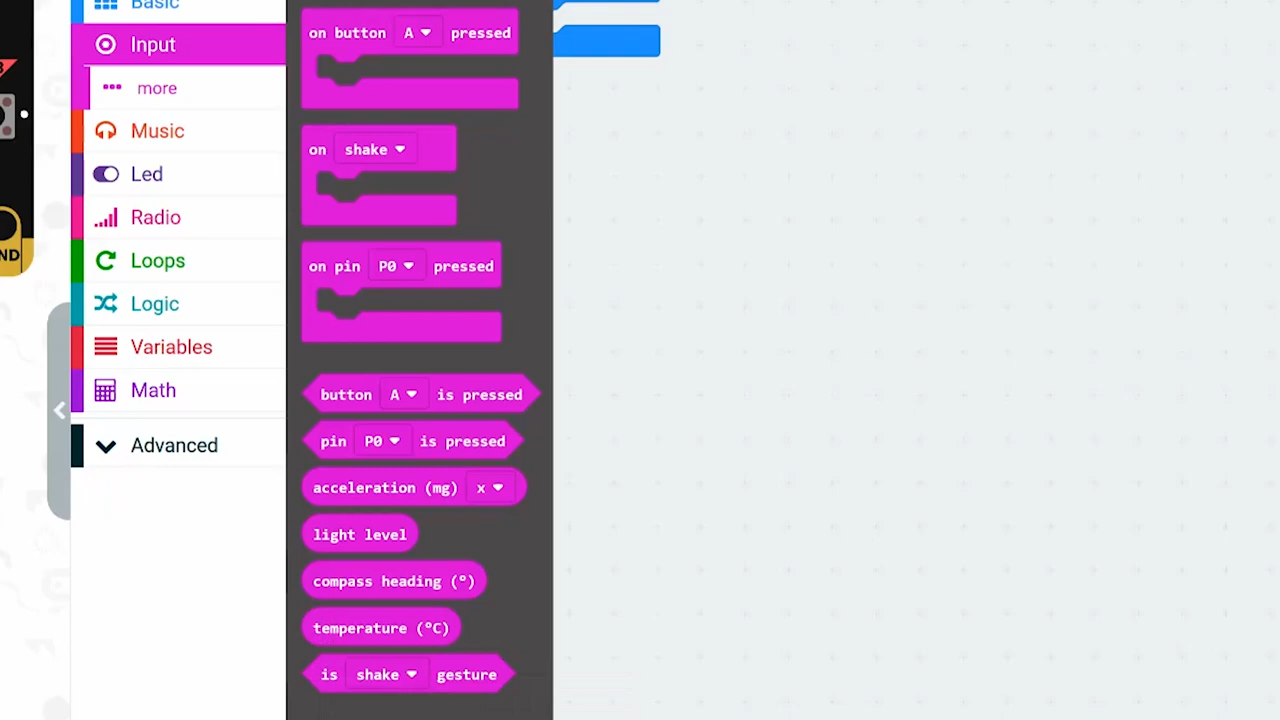 Basic
Input
more
Music
Led
Radio
Loops
Logic
Variables
Math
Advanced
on button A pressed
on shake
on pin P0 pressed
button A is pressed
pin P0 is pressed
acceleration (mg) x
light level
compass heading (°)
temperature (°C)
is shake gesture
ND